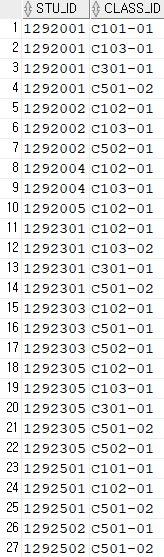 STU_ID CLASS_ID
1 1292001 C101-01
2 1292001 C103-01
3 1292001 C301-01
4 1292001 C501-02
5 1292002 C102-01
6 1292002 C103-01
7 1292002 C502-01
8 1292004 C102-01
9 1292004 C103-01
10 1292005 C102-01
11 1292301 C102-01
12 1292301 C103-02
13 1292301 C301-01
14 1292301 C501-02
15 1292303 C102-01
16 1292303 C501-01
17 1292303 C502-01
18 1292305 C102-01
19 1292305 C103-01
20 1292305 C301-01
21 1292305 C501-02
22 1292305 C502-01
23 1292501 C101-01
24 1292501 C102-01
25 1292501 C501-02
26 1292502 C501-01
27 1292502 C501-02